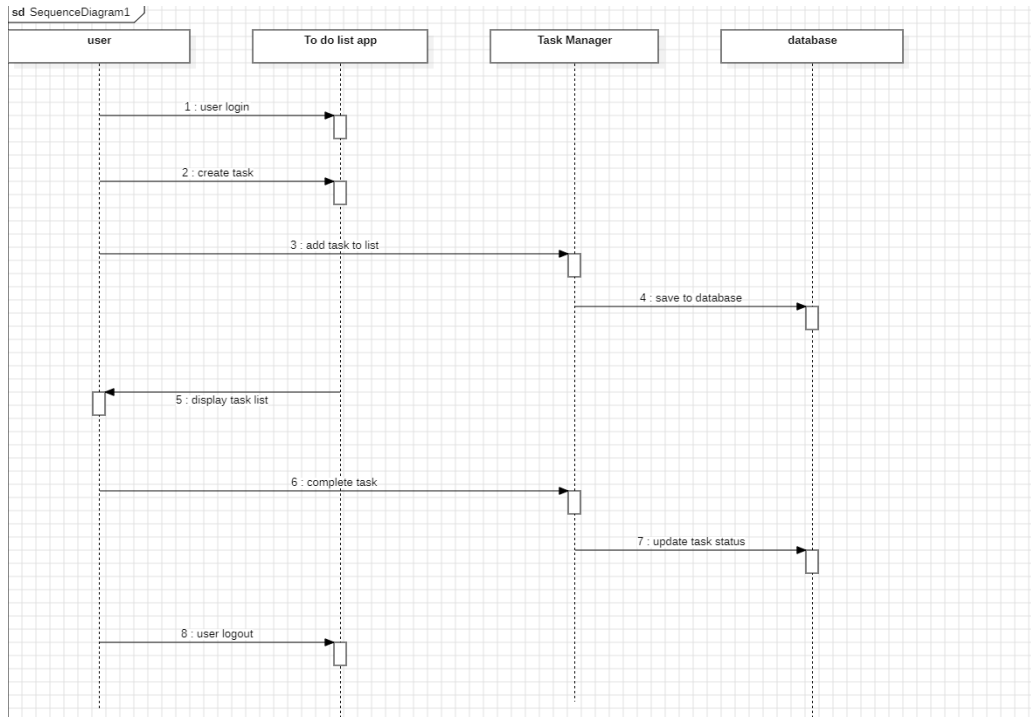 sd SequenceDiagram1
user
To do list app
Task Manager
database
1 : user login
2 : create task
3 : add task to list
4 : save to database
5 : display task list
6 : complete task
7 : update task status
8 : user logout